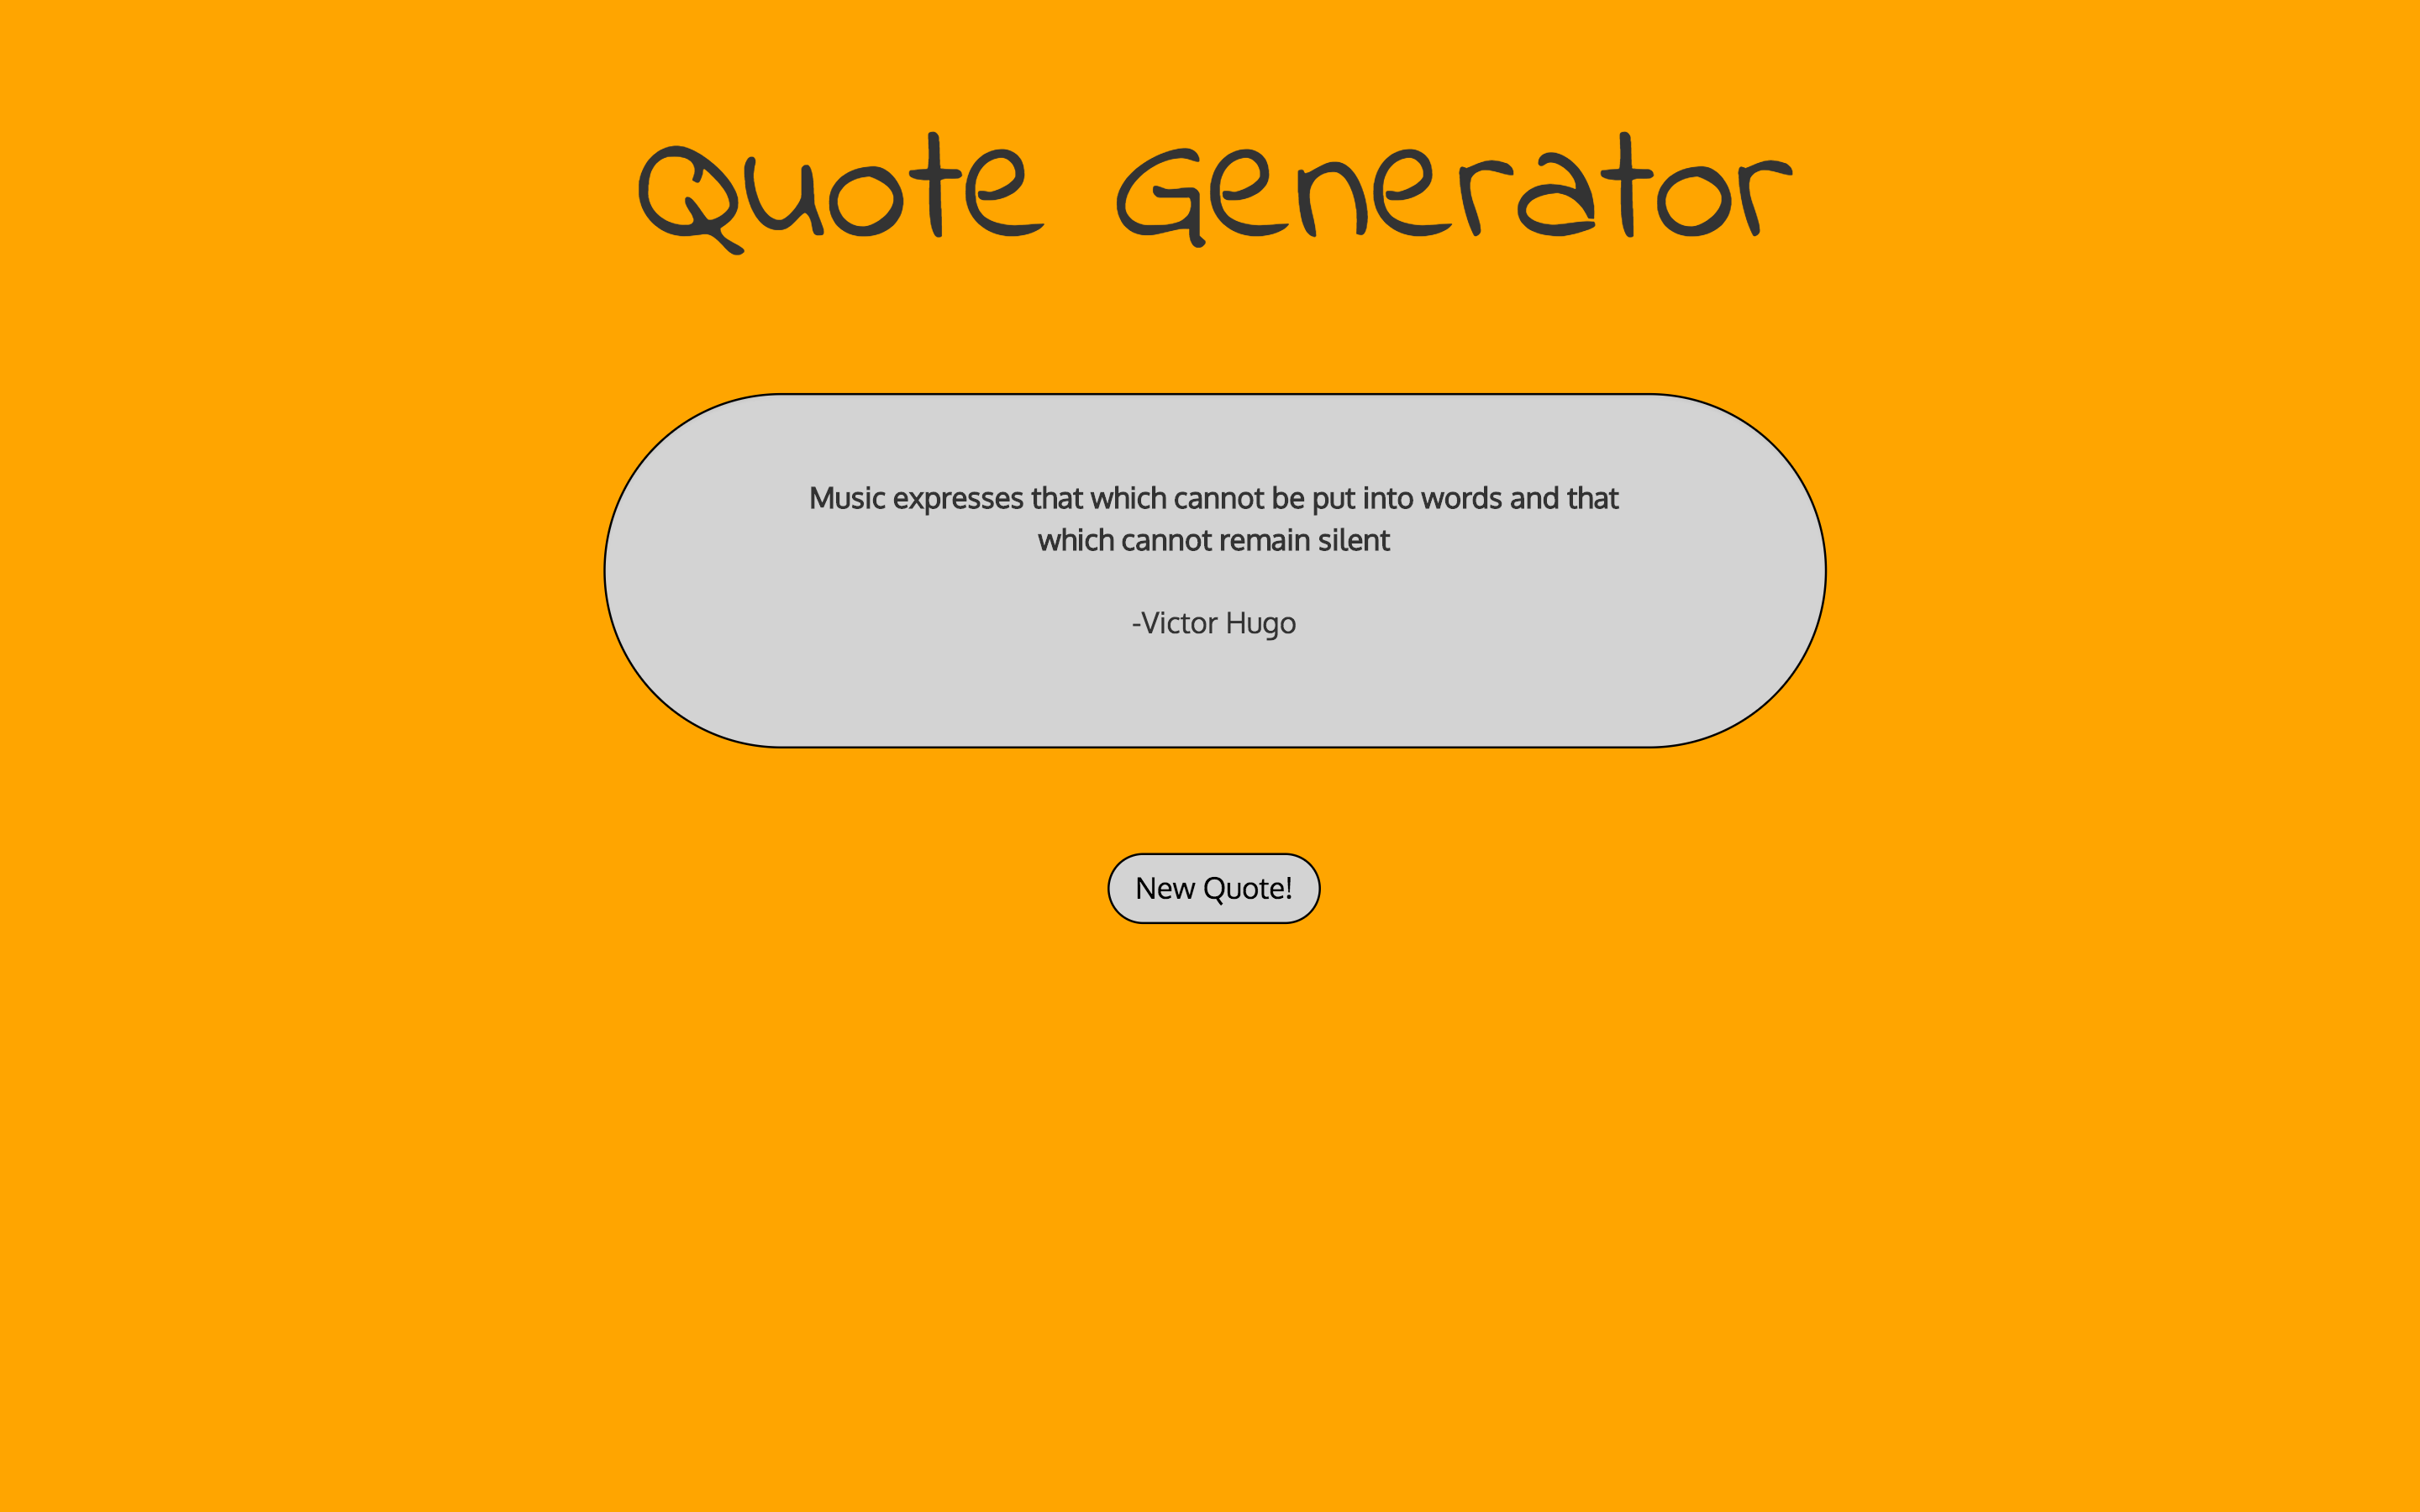 Quote Generator
Music expresses that which cannot be put into words and that
which cannot remain silent
-Victor Hugo
New Quote!